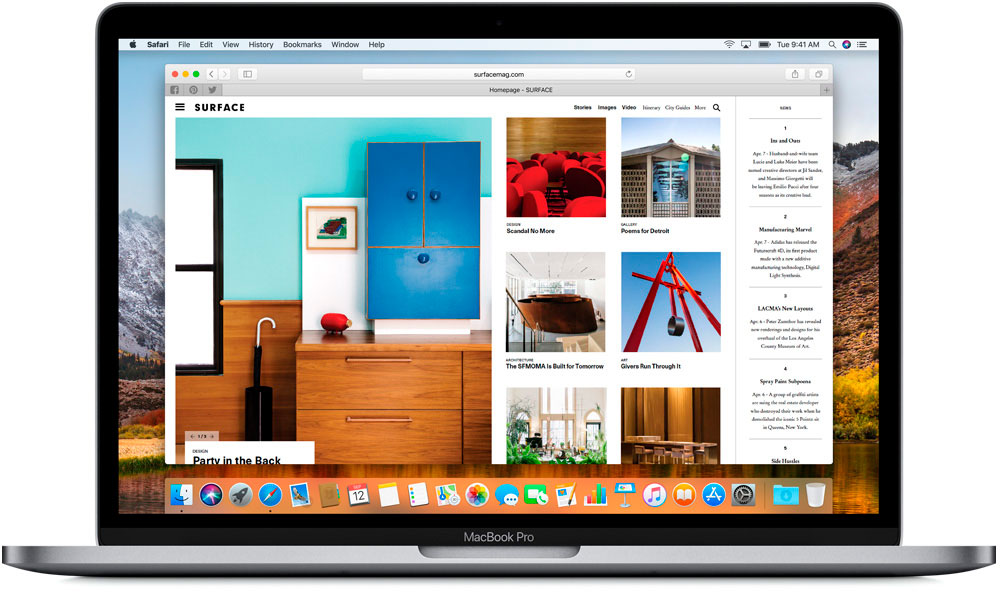 Safari File Edit View History Bookmarks Window Help
Tue 9:41 AM
surfacemag.com
Homepage - SURFACE
SURFACE
Stories Images Video Itinerary City Guides More
DESIGN
Scandal No More
GALLERY
Poems for Detroit
ARCHITECTURE
The SFMOMA Is Built for Tomorrow
ART
Givers Run Through It
1/3
DESIGN
Party in the Back
NEWS
1
Ins and Outs
Apr. 7 - Husband-and-wife team
Lucie and Luke Meier have been
named creative directors at Jil Sander,
and Massimo Giorgetti will
be leaving Emilio Pucci after four
seasons as its creative lead.
2
Manufacturing Marvel
Apr. 7 - Adidas has released the
Futurecraft 4D, its first product
made with a new additive
manufacturing technology, Digital
Light Synthesis.
3
LACMA's New Layouts
Apr. 6 - Peter Zumthor has revealed
new renderings and designs for his
overhaul of the Los Angeles
County Museum of Art.
4
Spray Paint Subpoena
Apr. 6 - A group of graffiti artists
are suing the real estate developer
who destroyed their work when he
demolished the iconic 5 Pointz sit
in Queens, New York.
5
Side Hustles
SEP
12
MacBook Pro